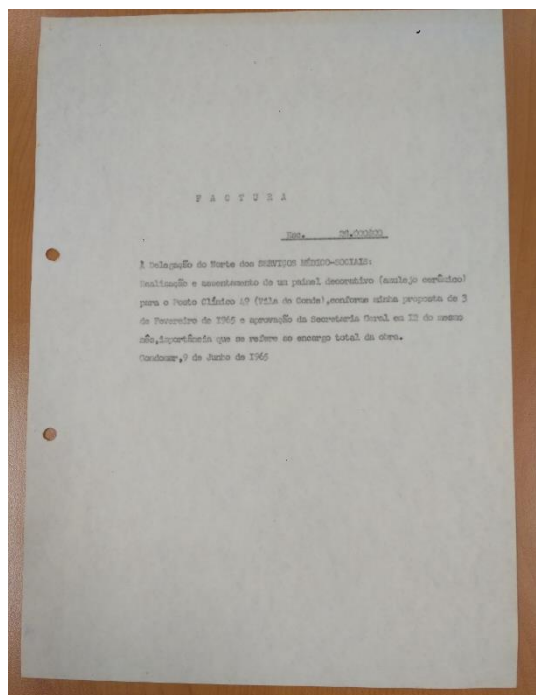 F A C T U R A
Esc.
À Delegação do Norte dos SERVIÇOS MÉDICO-SOCIAIS:
Realização e assentamento de um painel decorativo (azulejo cerâmico)
para o Posto Clínico 49 (Vila do Conde),conforme minha proposta de 3
de Fevereiro de 1965 e aprovação da Secretaria Geral em I2 do mesmo
mês,importância que se refere ao encargo total da obra.
Gondomar,9 de Junho de 1965